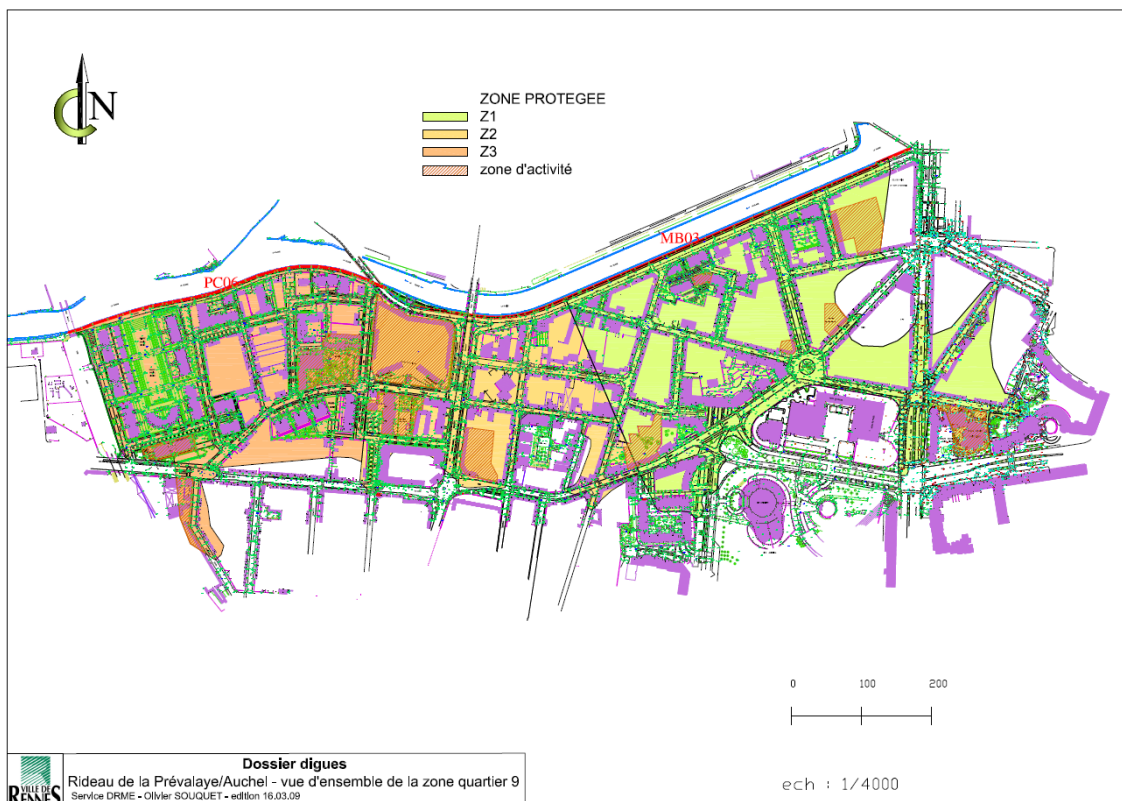 N
ZONE PROTEGEE
Z1
Z2
Z3
zone d'activité
MB03
PC06
0 100 200
ech : 1/4000
VILLE DE
RENNES
Dossier digues
Rideau de la Prévalaye/Auchel - vue d'ensemble de la zone quartier 9
Service DRME - Olivier SOUQUET - edition 16.03.09